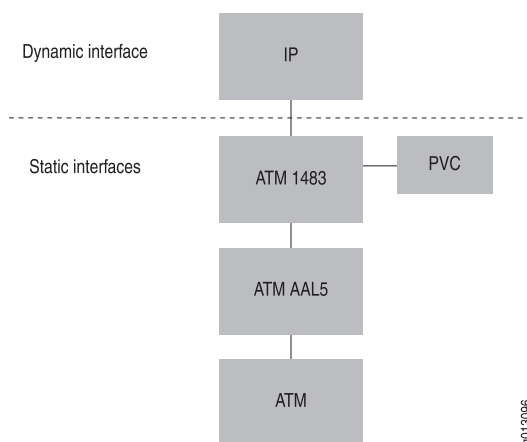 Dynamic interface
IP
Static interfaces
ATM 1483
PVC
ATM AAL5
ATM
g013096